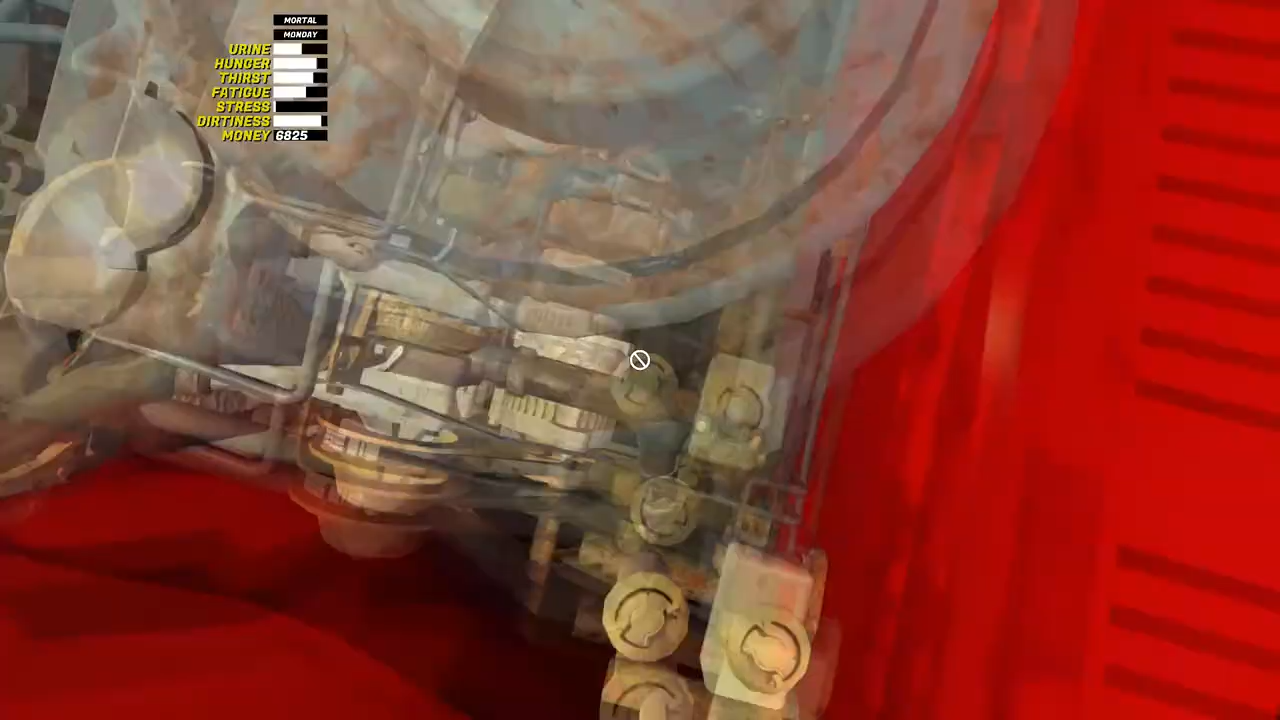 MORTAL
MONDAY
URINE
HUNGER
THIRST
FATIGUE
STRESS
DIRTINESS
MONEY 6825